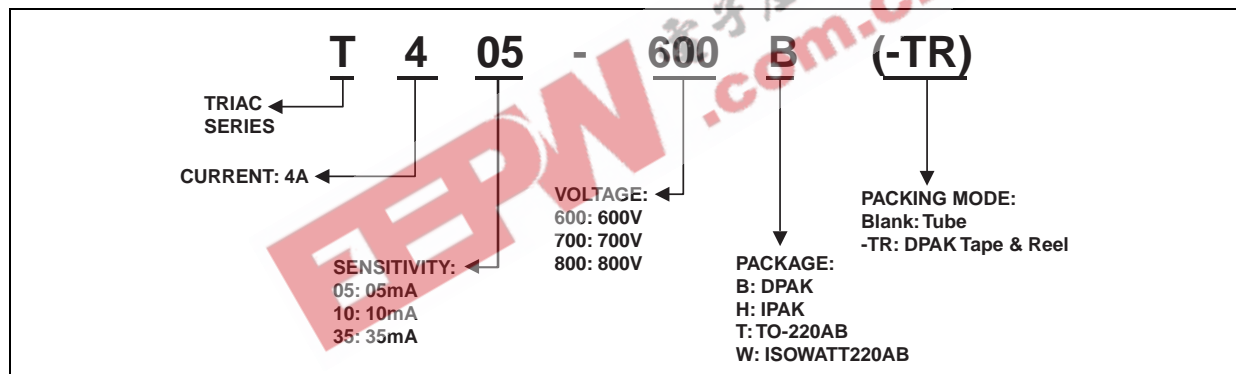 T 4 05 - 600 B (-TR)
TRIAC
SERIES
CURRENT: 4A
SENSITIVITY:
05: 05mA
10: 10mA
35: 35mA
VOLTAGE:
600: 600V
700: 700V
800: 800V
PACKAGE:
B: DPAK
H: IPAK
T: TO-220AB
W: ISOWATT220AB
PACKING MODE:
Blank: Tube
-TR: DPAK Tape & Reel
EEPW
.com.c